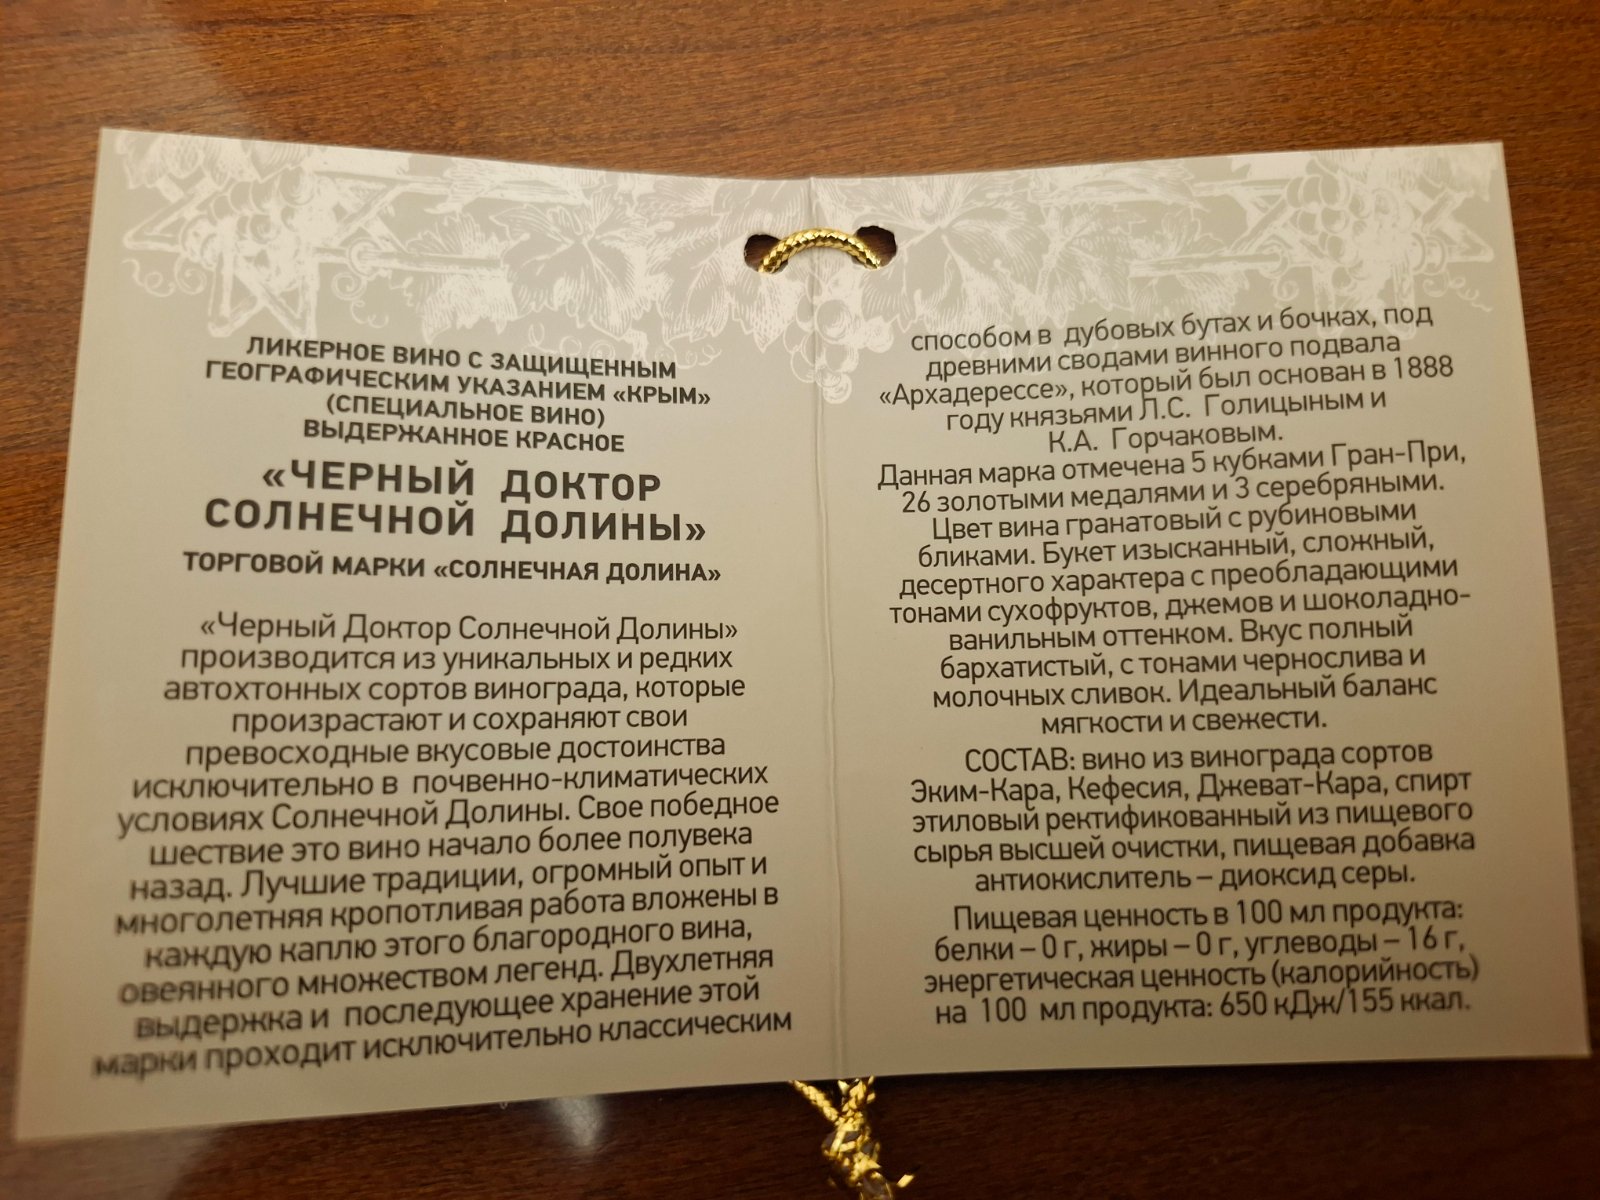 ЛИКЕРНОЕ ВИНО С ЗАЩИЩЕННЫМ
ГЕОГРАФИЧЕСКИМ УКАЗАНИЕМ «КРЫМ»
(СПЕЦИАЛЬНОЕ ВИНО)
ВЫДЕРЖАННОЕ КРАСНОЕ
«ЧЕРНЫЙ ДОКТОР
СОЛНЕЧНОЙ ДОЛИНЫ»
ТОРГОВОЙ МАРКИ «СОЛНЕЧНАЯ ДОЛИНА»
«Черный Доктор Солнечной Долины»
производится из уникальных и редких
автохтонных сортов винограда, которые
произрастают и сохраняют свои
превосходные вкусовые достоинства
исключительно в почвенно-климатических
условиях Солнечной Долины. Свое победное
шествие это вино начало более полувека
назад. Лучшие традиции, огромный опыт и
многолетняя кропотливая работа вложены в
каждую каплю этого благородного вина,
овеянного множеством легенд. Двухлетняя
выдержка и последующее хранение этой
марки проходит исключительно классическим
способом в дубовых бутах и бочках, под
древними сводами винного подвала
«Архадерессе», который был основан в 1888
году князьями Л.С. Голицыным и
К.А. Горчаковым.
Данная марка отмечена 5 кубками Гран-При,
26 золотыми медалями и 3 серебряными.
Цвет вина гранатовый с рубиновыми
бликами. Букет изысканный, сложный,
десертного характера с преобладающими
тонами сухофруктов, джемов и шоколадно-
ванильным оттенком. Вкус полный
бархатистый, с тонами чернослива и
молочных сливок. Идеальный баланс
мягкости и свежести.
СОСТАВ: вино из винограда сортов
Эким-Кара, Кефесия, Джеват-Кара, спирт
этиловый ректификованный из пищевого
сырья высшей очистки, пищевая добавка
антиокислитель – диоксид серы.
Пищевая ценность в 100 мл продукта:
белки – 0 г, жиры – 0 г, углеводы – 16 г,
энергетическая ценность (калорийность)
на 100 мл продукта: 650 кДж/155 ккал.